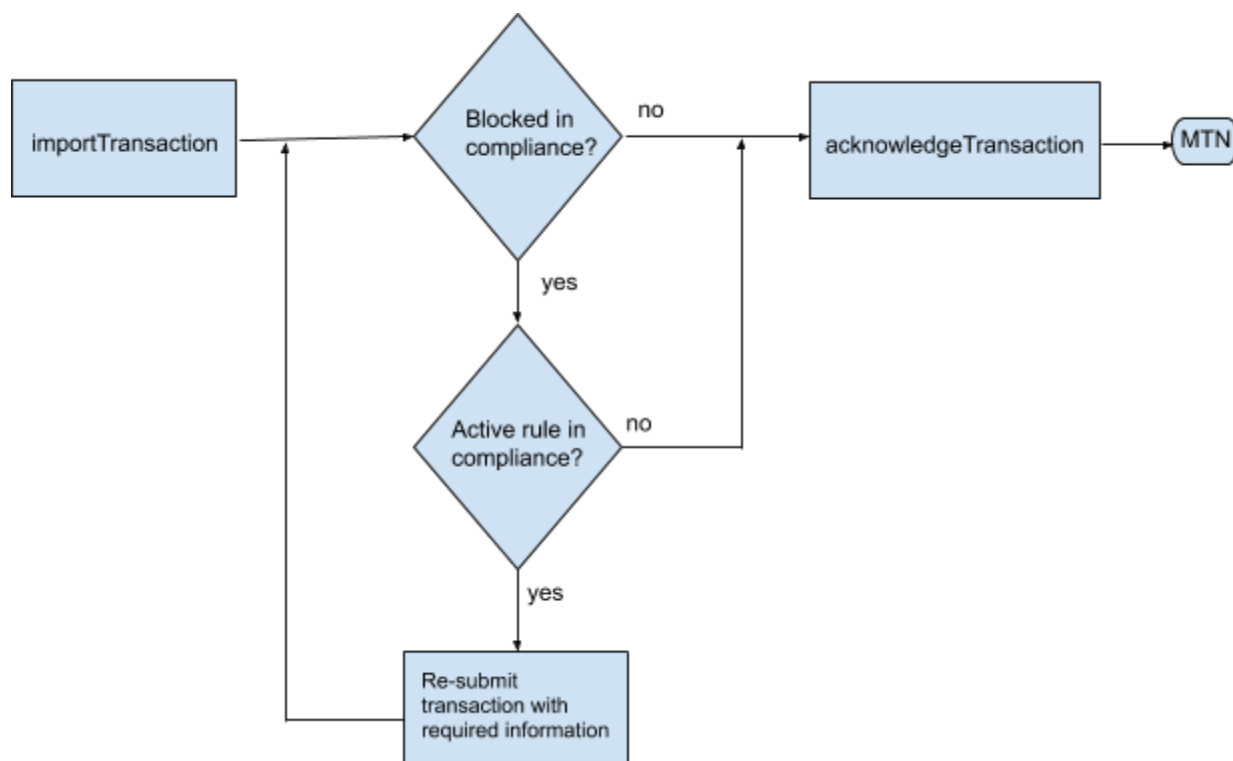 importTransaction
Blocked in
compliance?
no
acknowledgeTransaction
MTN
yes
Active rule in
compliance?
no
yes
Re-submit
transaction with
required information